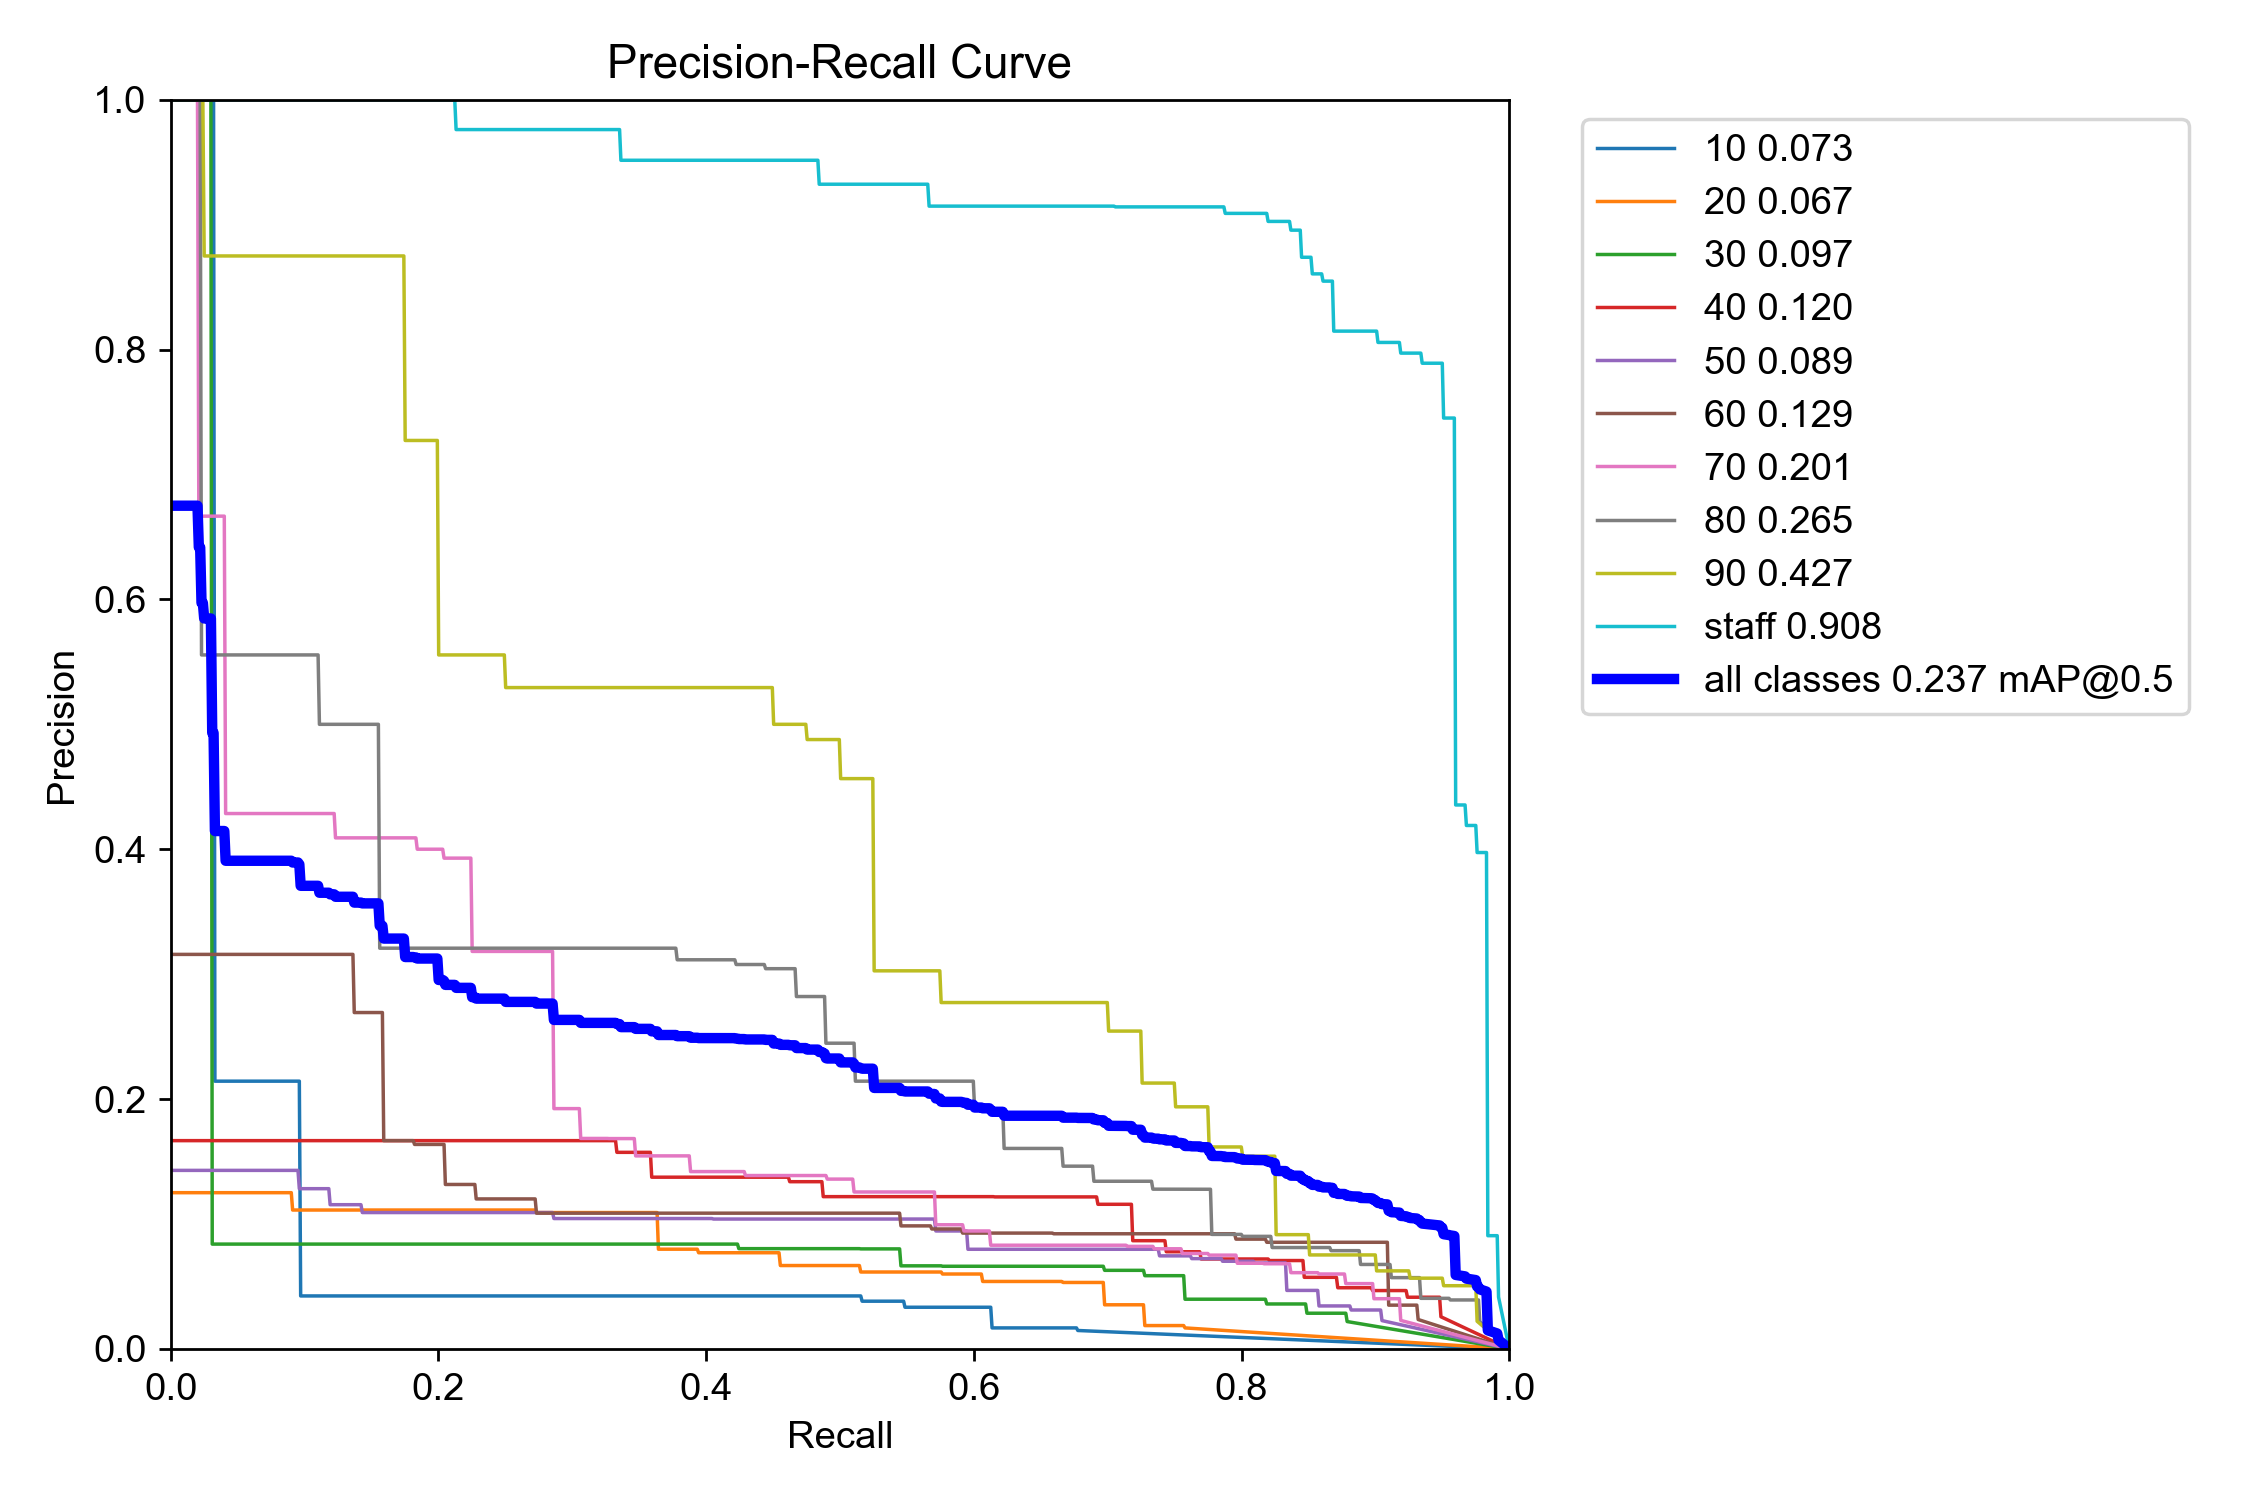 Precision-Recall Curve
1.0
0.8
0.6
0.4
0.2
0.0
Precision
0.0 0.2 0.4 0.6 0.8 1.0
Recall
10 0.073
20 0.067
30 0.097
40 0.120
50 0.089
60 0.129
70 0.201
80 0.265
90 0.427
staff 0.908
all classes 0.237 mAP@0.5